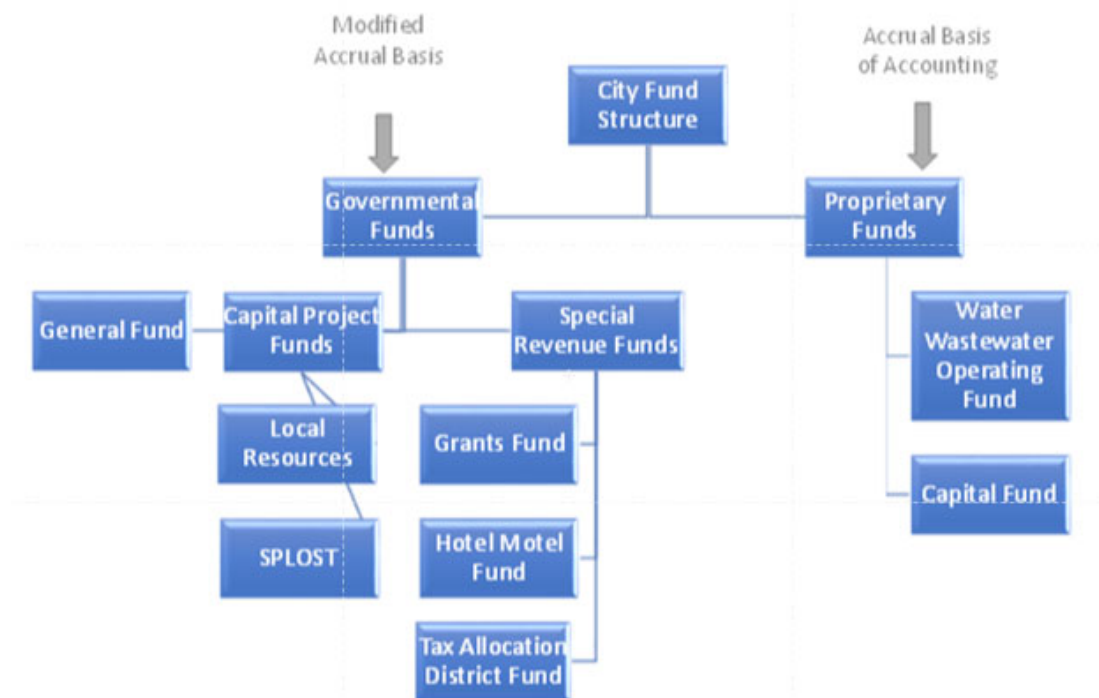 Modified
Accrual Basis
Accrual Basis
of Accounting
City Fund
Structure
Governmental
Funds
Proprietary
Funds
General Fund
Capital Project
Funds
Special
Revenue Funds
Water
Wastewater
Operating
Fund
Local
Resources
Grants Fund
Capital Fund
SPLOST
Hotel Motel
Fund
Tax Allocation
District Fund